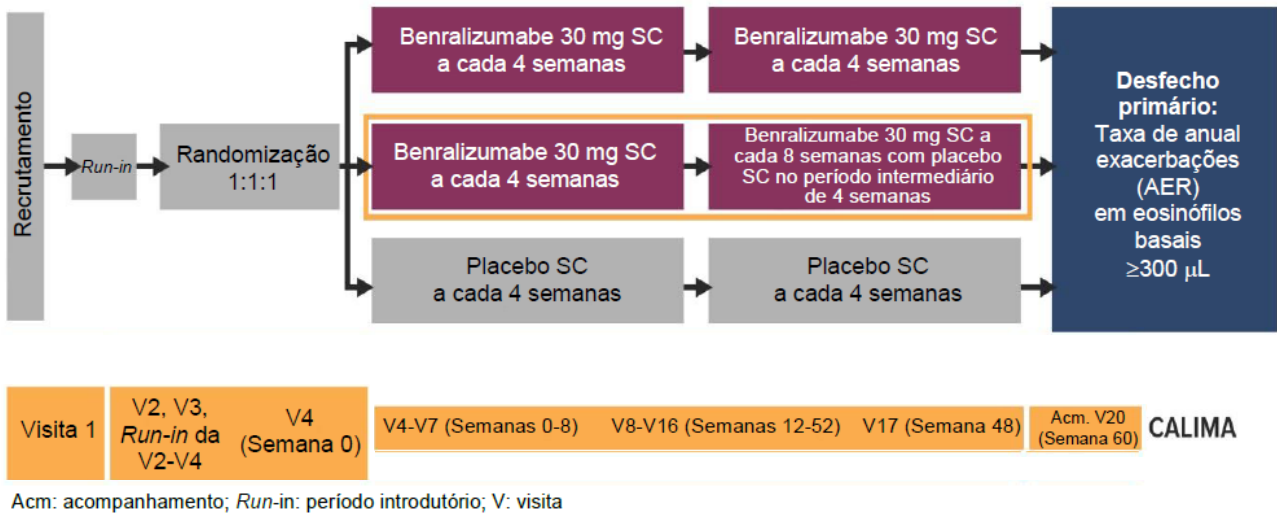 Recrutamento
Run-in
Randomização
1:1:1
Benralizumabe 30 mg SC
a cada 4 semanas
Benralizumabe 30 mg SC
a cada 4 semanas
Benralizumabe 30 mg SC
a cada 4 semanas
Benralizumabe 30 mg SC a
cada 8 semanas com placebo
SC no período intermediário
de 4 semanas
Placebo SC
a cada 4 semanas
Placebo SC
a cada 4 semanas
Desfecho
primário:
Taxa de anual
exacerbações
(AER)
em eosinófilos
basais
≥300 μL
Visita 1
V2, V3,
Run-in da
V2-V4
V4
(Semana 0)
V4-V7 (Semanas 0-8)
V8-V16 (Semanas 12-52)
V17 (Semana 48)
Acm. V20
(Semana 60)
CALIMA
Acm: acompanhamento; Run-in: período introdutório; V: visita